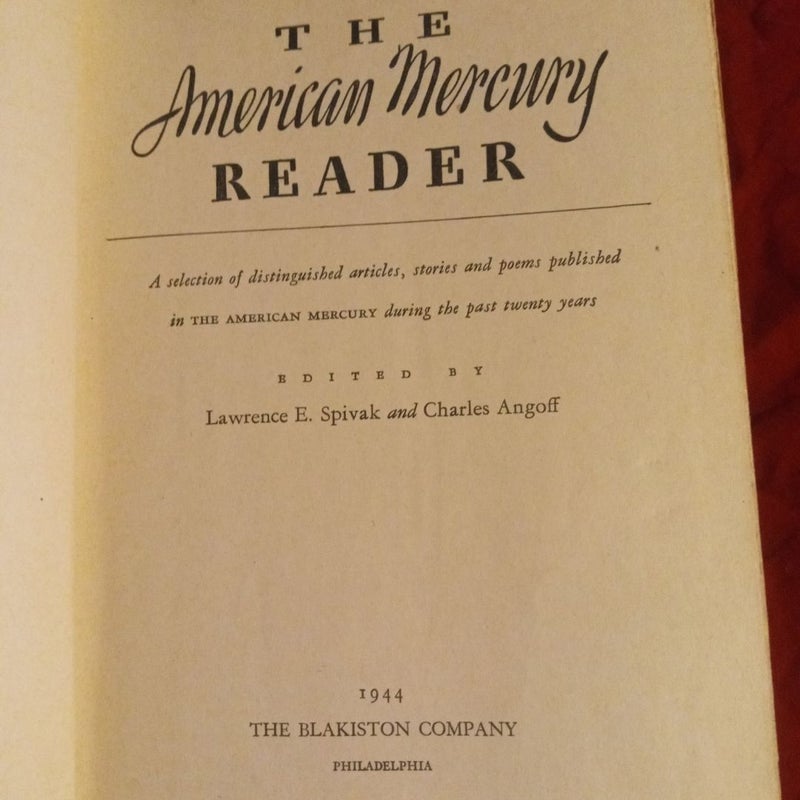 THE
American Mercury
READER
A selection of distinguished articles, stories and poems published
in THE AMERICAN MERCURY during the past twenty years
EDITED BY
Lawrence E. Spivak and Charles Angoff
1944
THE BLAKISTON COMPANY
PHILADELPHIA